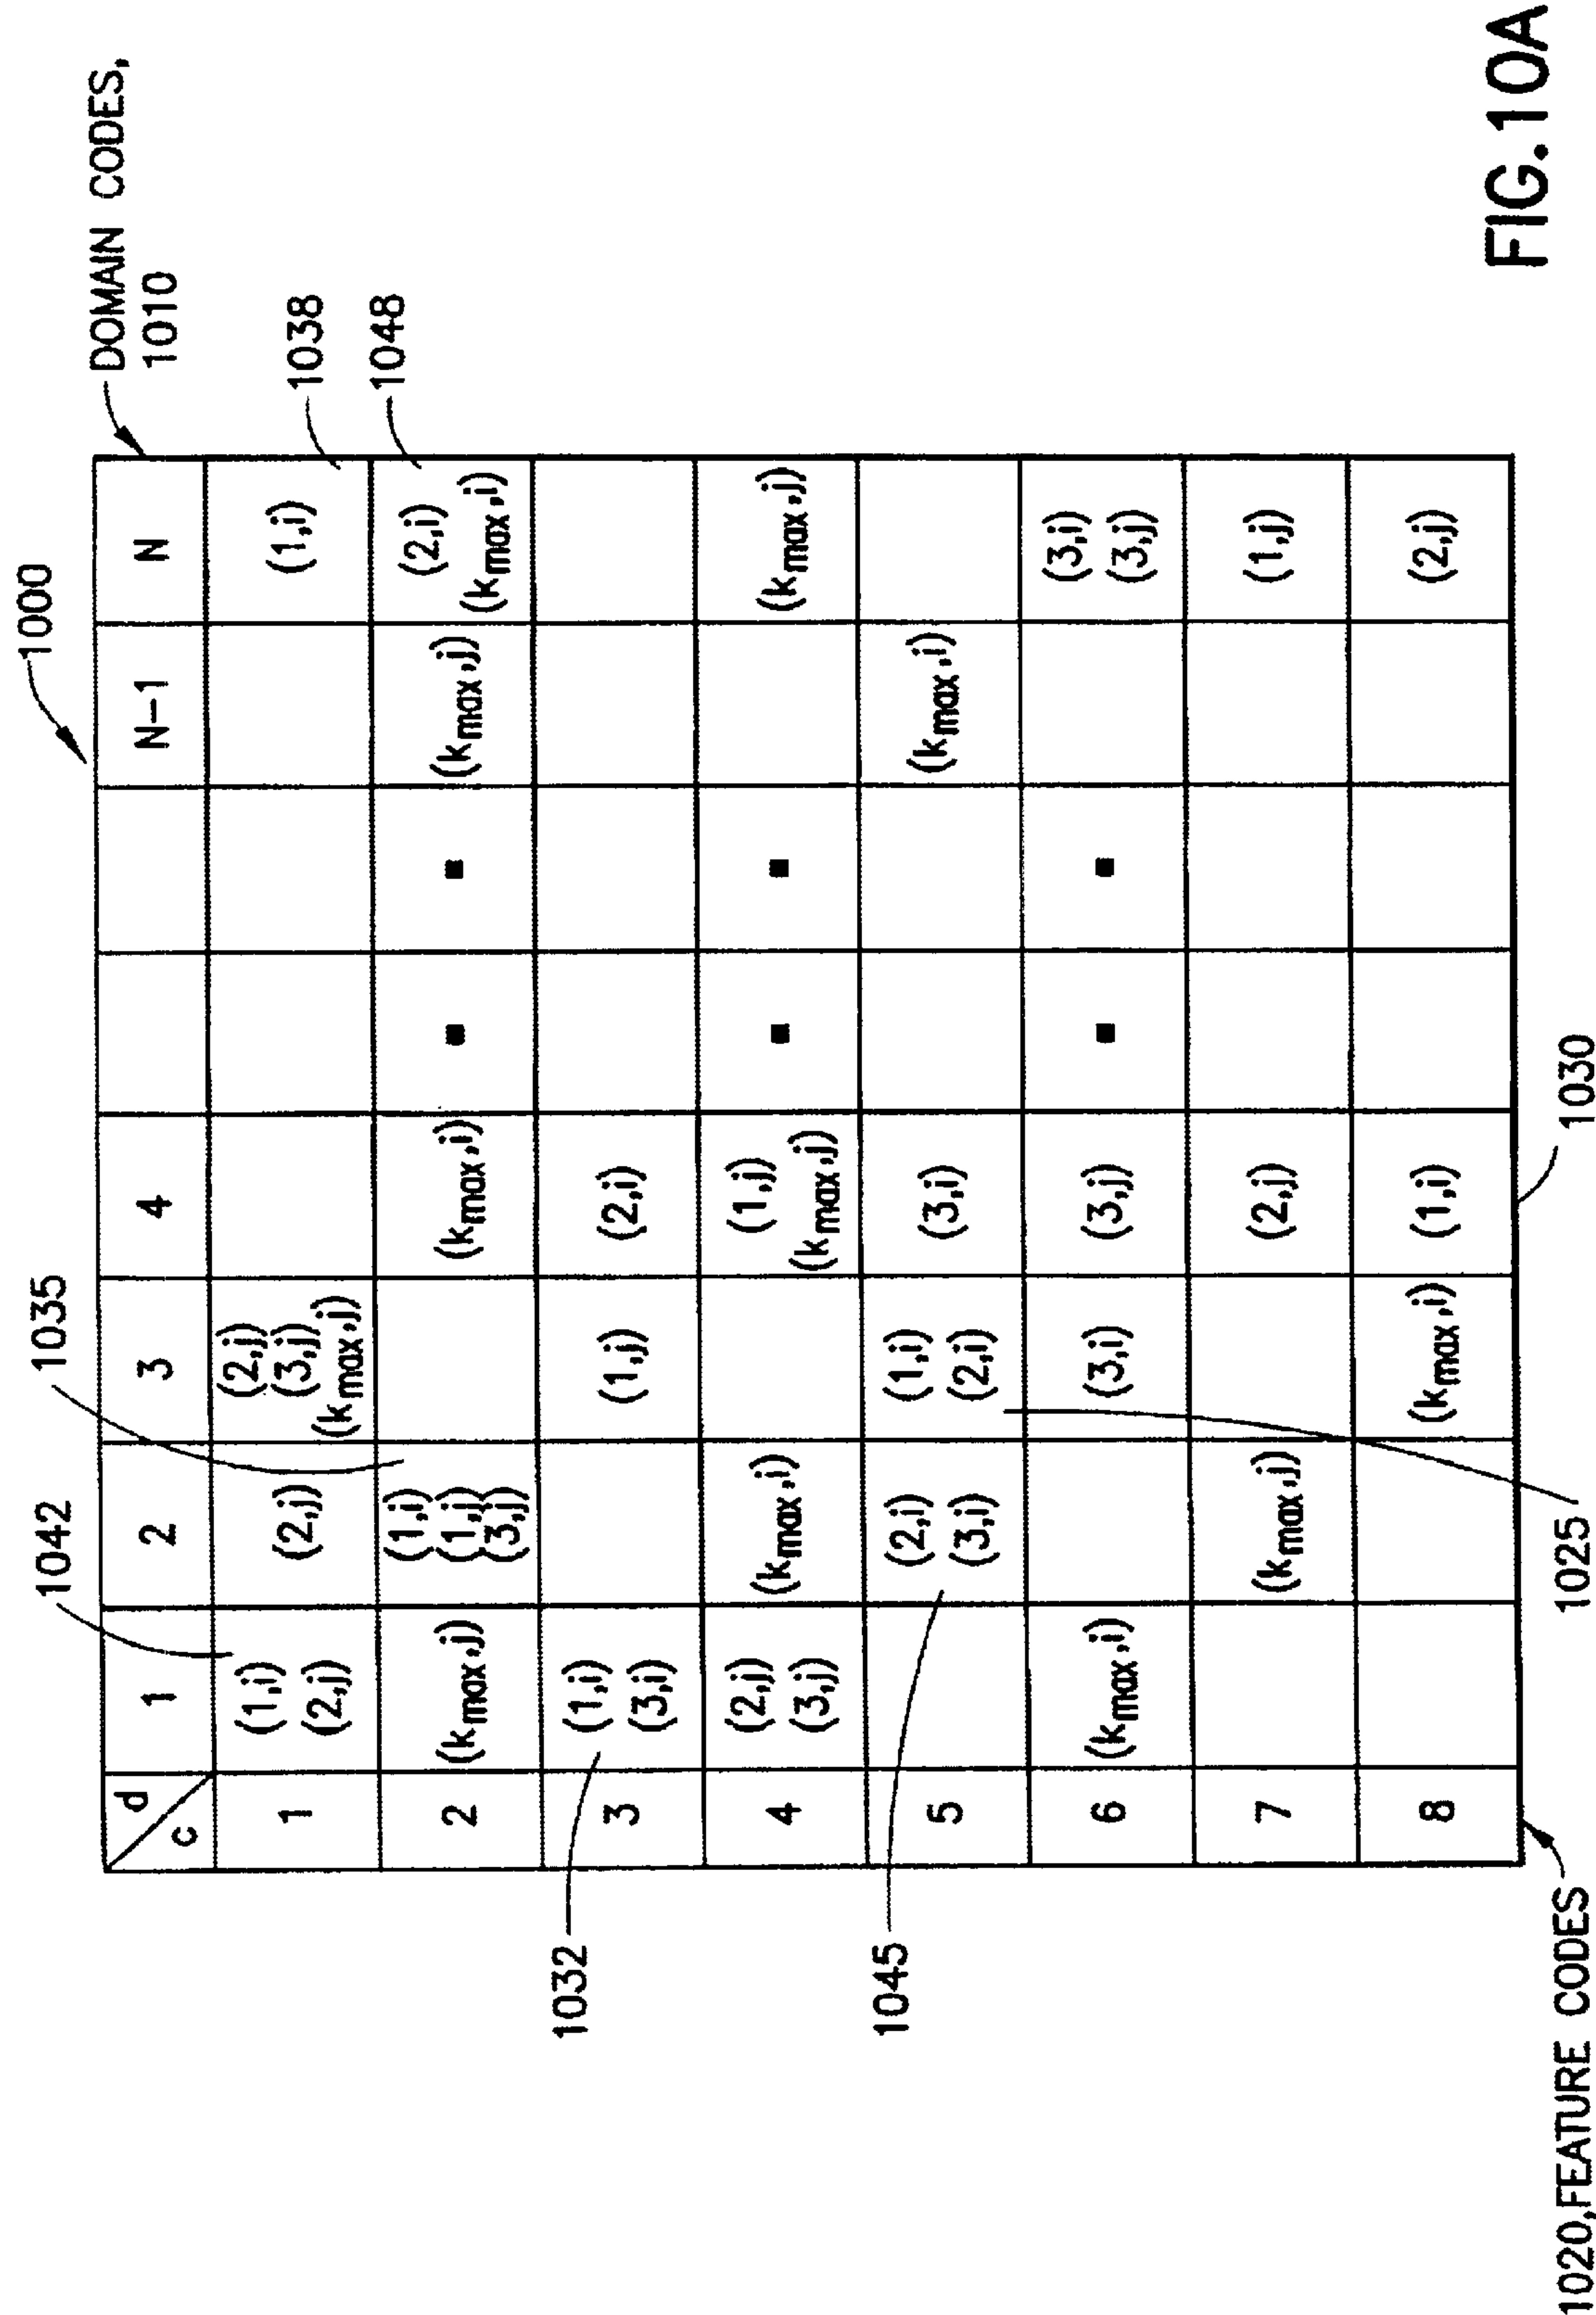 1000
DOMAIN CODES,
1010
1042
1035
1038
1048
d
c
1
2
3
4
N-1
N
1
(1,i)
(2,j)
(2,j)
(2,j)
(3,j)
(kmax,j)
(1,i)
2
(kmax,j)
(1,i)
(1,j)
(3,j)
(kmax,i)
(kmax,j)
(2,i)
(kmax,i)
3
(1,i)
(3,i)
(1,j)
(2,i)
4
(2,j)
(3,j)
(kmax,i)
(1,j)
(kmax,j)
(kmax,j)
5
(2,i)
(3,i)
(1,i)
(2,i)
(3,i)
(kmax,i)
6
(kmax,i)
(3,i)
(3,j)
(3,i)
(3,j)
7
(kmax,j)
(2,j)
(1,j)
8
(kmax,i)
(1,i)
(2,j)
1032
1045
1020,FEATURE CODES
1025
1030
FIG.10A